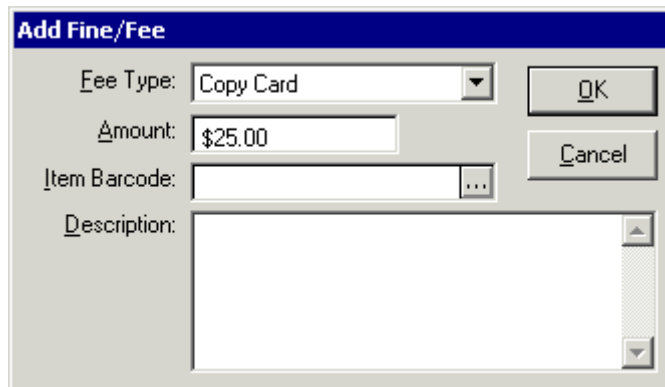 Add Fine/Fee
Fee Type: Copy Card
OK
Amount: $25.00
Cancel
Item Barcode: ...
Description: